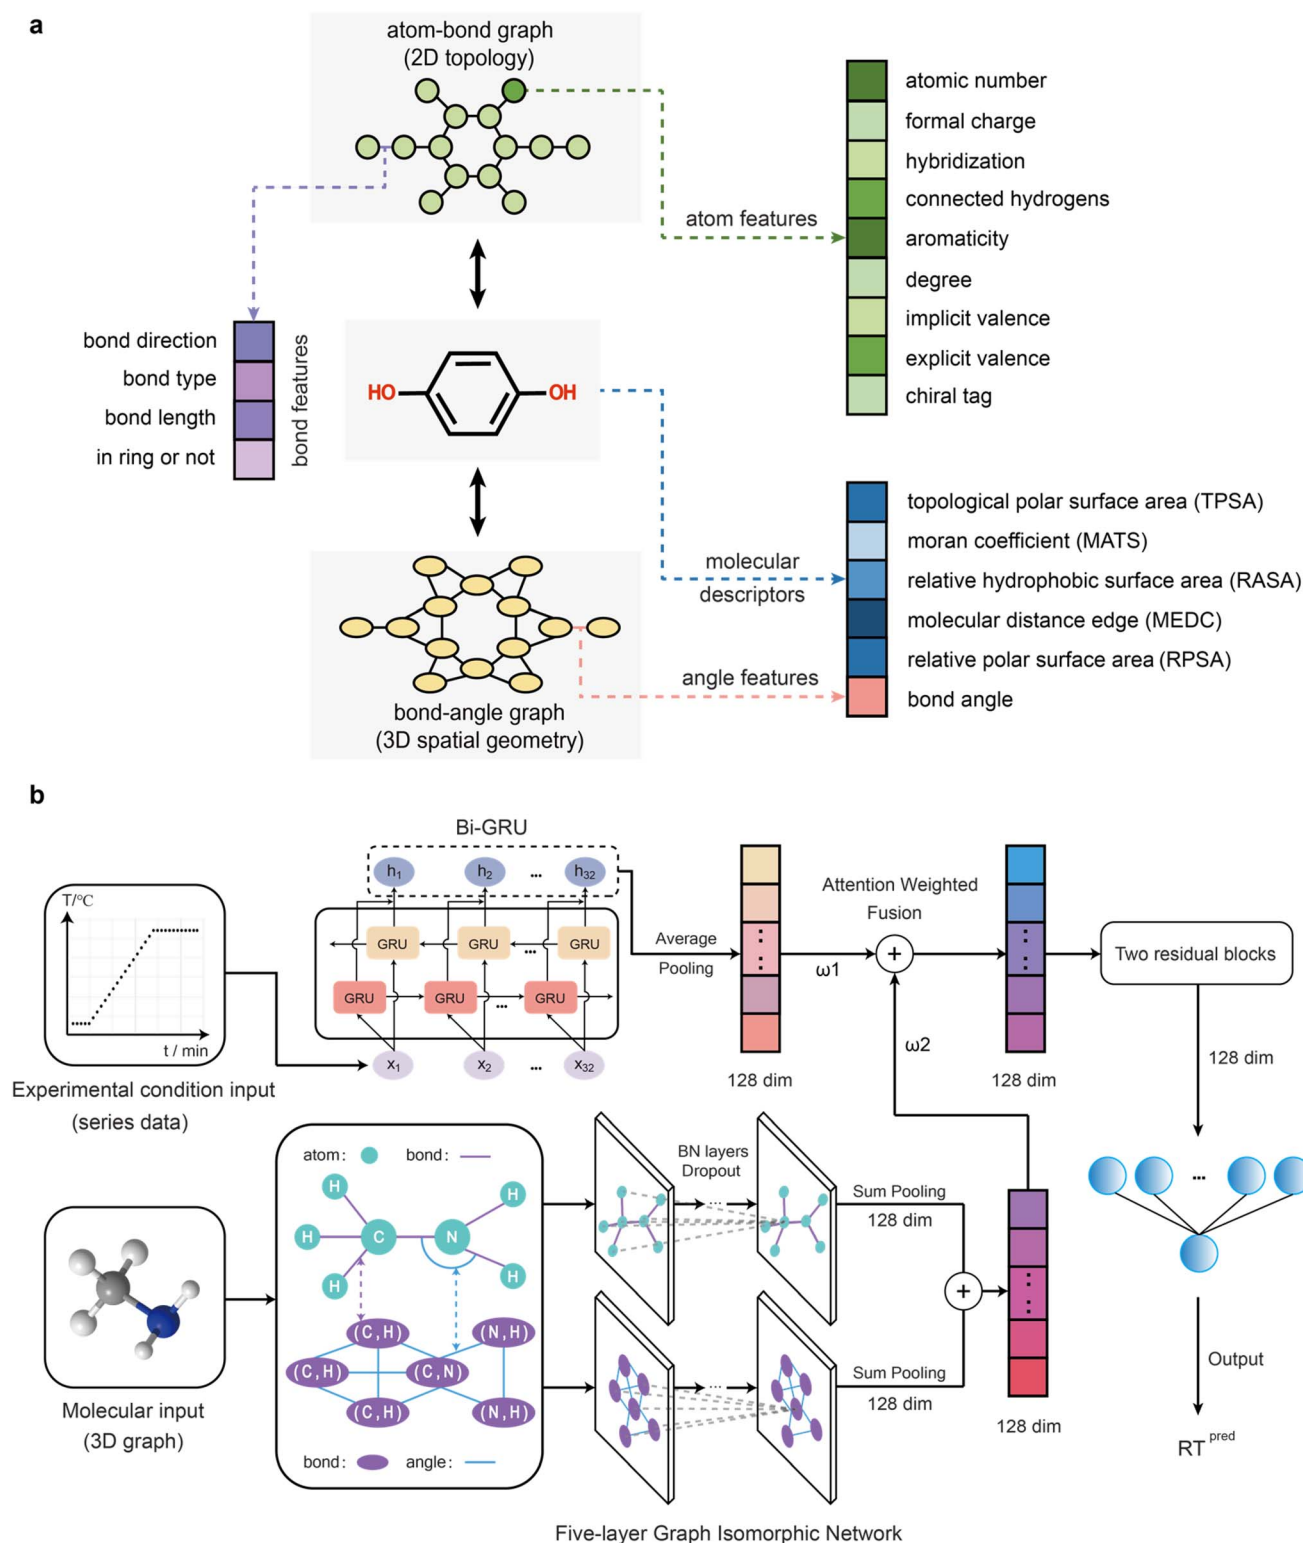 a
atom-bond graph
(2D topology)
atomic number
formal charge
hybridization
connected hydrogens
aromaticity
degree
implicit valence
explicit valence
chiral tag
atom features
bond direction
bond type
bond length
in ring or not
bond features
HO
OH
topological polar surface area (TPSA)
moran coefficient (MATS)
relative hydrophobic surface area (RASA)
molecular distance edge (MEDC)
relative polar surface area (RPSA)
bond angle
molecular
descriptors
angle features
bond-angle graph
(3D spatial geometry)
b
Bi-GRU
h1 h2 ... h32
GRU GRU ... GRU
GRU GRU ... GRU
x1 x2 ... x32
T/°C
t / min
Experimental condition input
(series data)
Average
Pooling
128 dim
ω1
Attention Weighted
Fusion
+
ω2
128 dim
Two residual blocks
128 dim
...
Output
RT pred
Molecular input
(3D graph)
atom: bond:
H
H
H
C
N
H
H
(C,H)
(N,H)
(C,H)
(C,N)
(C,H)
(N,H)
bond: angle:
BN layers
Dropout
...
Sum Pooling
128 dim
...
Sum Pooling
128 dim
+
128 dim
Five-layer Graph Isomorphic Network